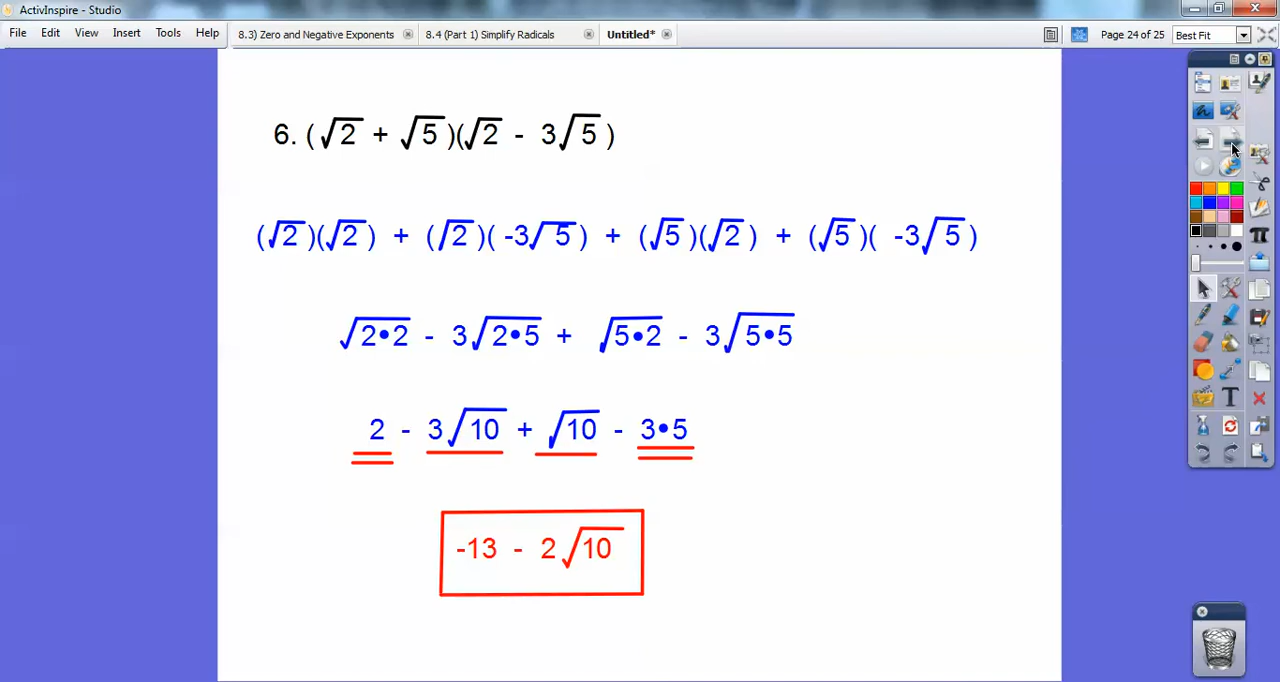 ActivInspire - Studio
File Edit View Insert Tools Help
8.3) Zero and Negative Exponents 8.4 (Part 1) Simplify Radicals Untitled* Page 24 of 25 Best Fit
6. (√2 + √5)(√2 - 3√5)
(√2)(√2) + (√2)(-3√5) + (√5)(√2) + (√5)( -3√5)
√2•2 - 3√2•5 + √5•2 - 3√5•5
2 - 3√10 + √10 - 3•5
-13 - 2√10